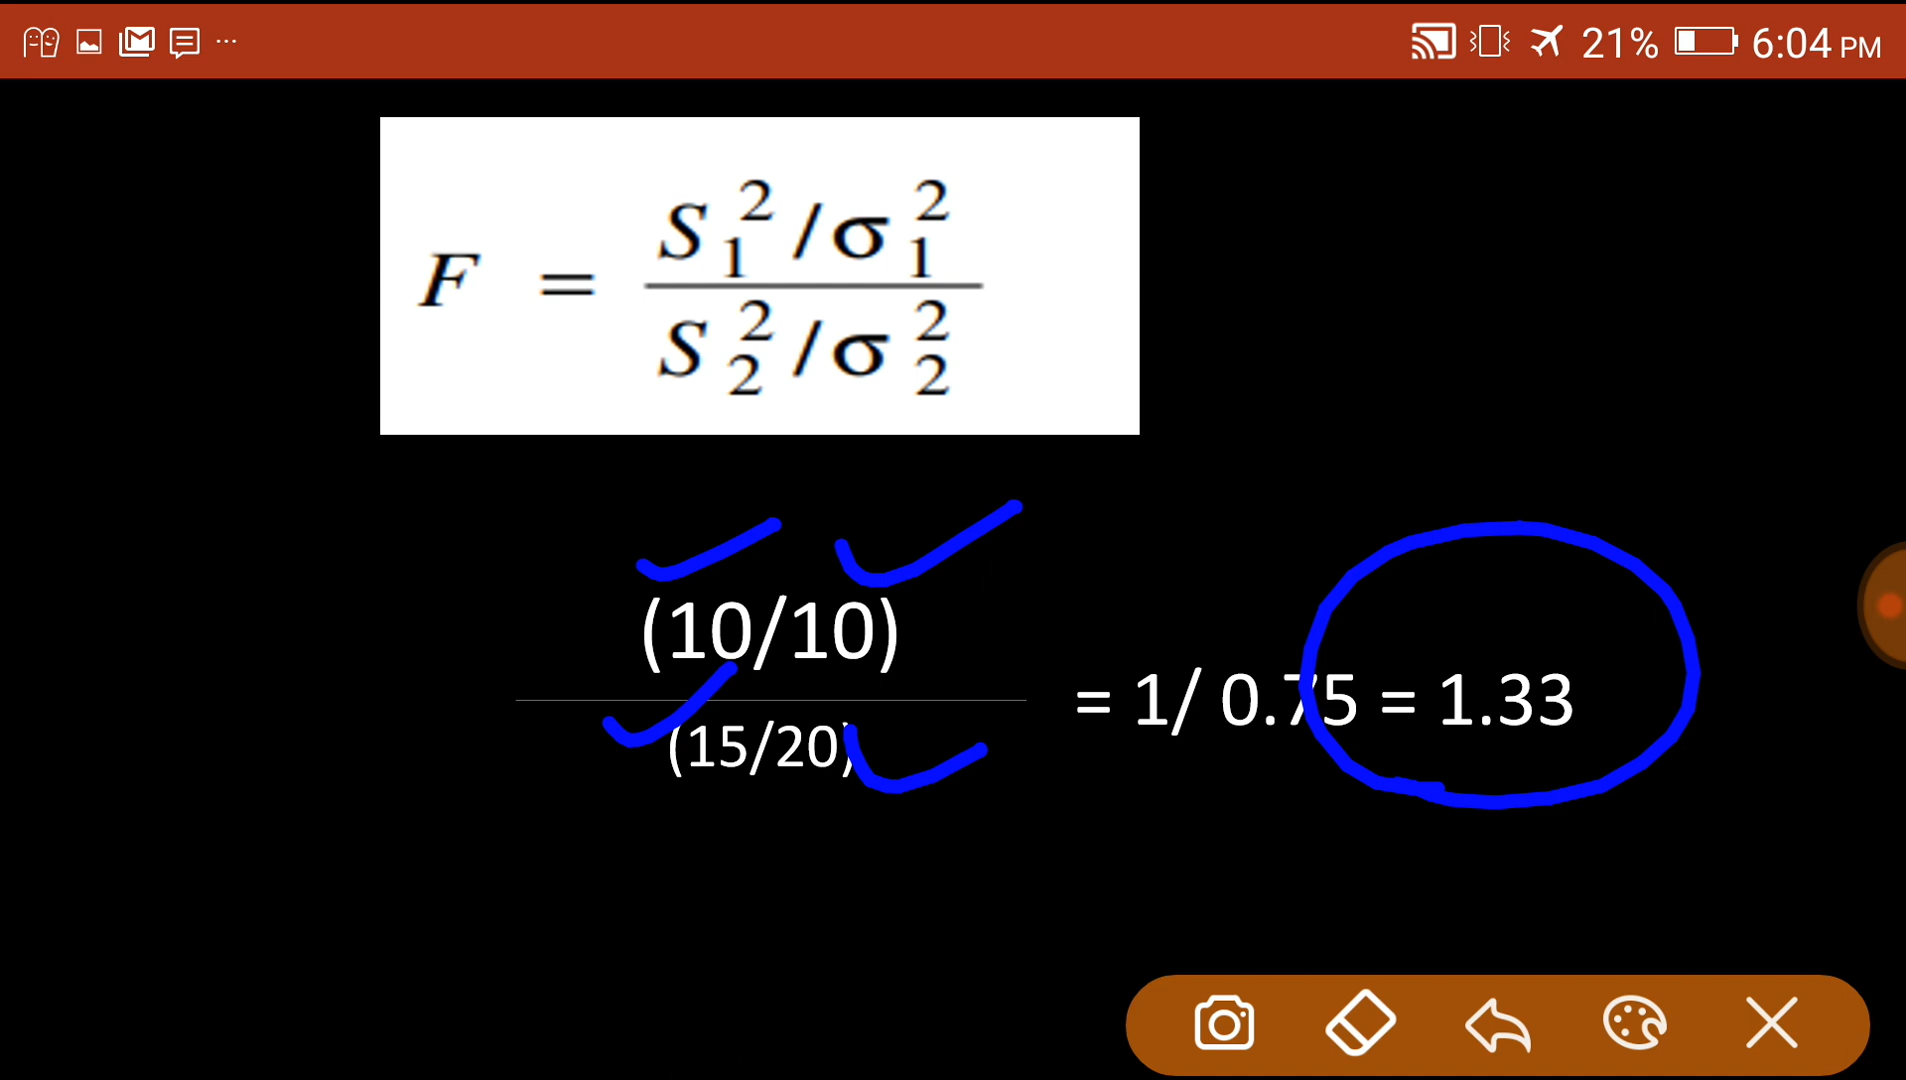 21% 6:04 PM
F = S₁²/σ₁²
S₂²/σ₂²
(10/10)
(15/20)
= 1/ 0.75 = 1.33